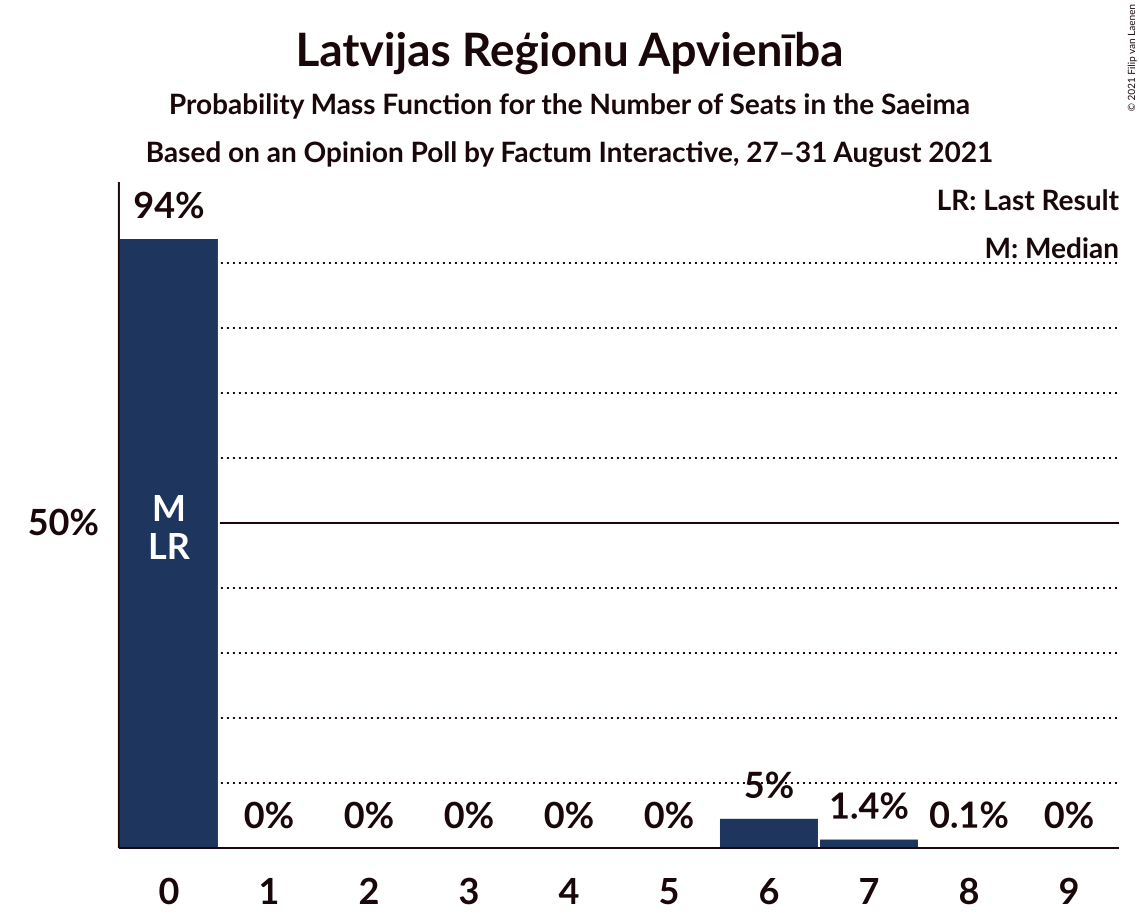 Latvijas Reģionu Apvienība
Probability Mass Function for the Number of Seats in the Saeima
Based on an Opinion Poll by Factum Interactive, 27–31 August 2021
© 2021 Filip van Laenen
LR: Last Result
M: Median
94%
50%
M
LR
0% 0% 0% 0% 0% 5% 1.4% 0.1% 0%
0 1 2 3 4 5 6 7 8 9